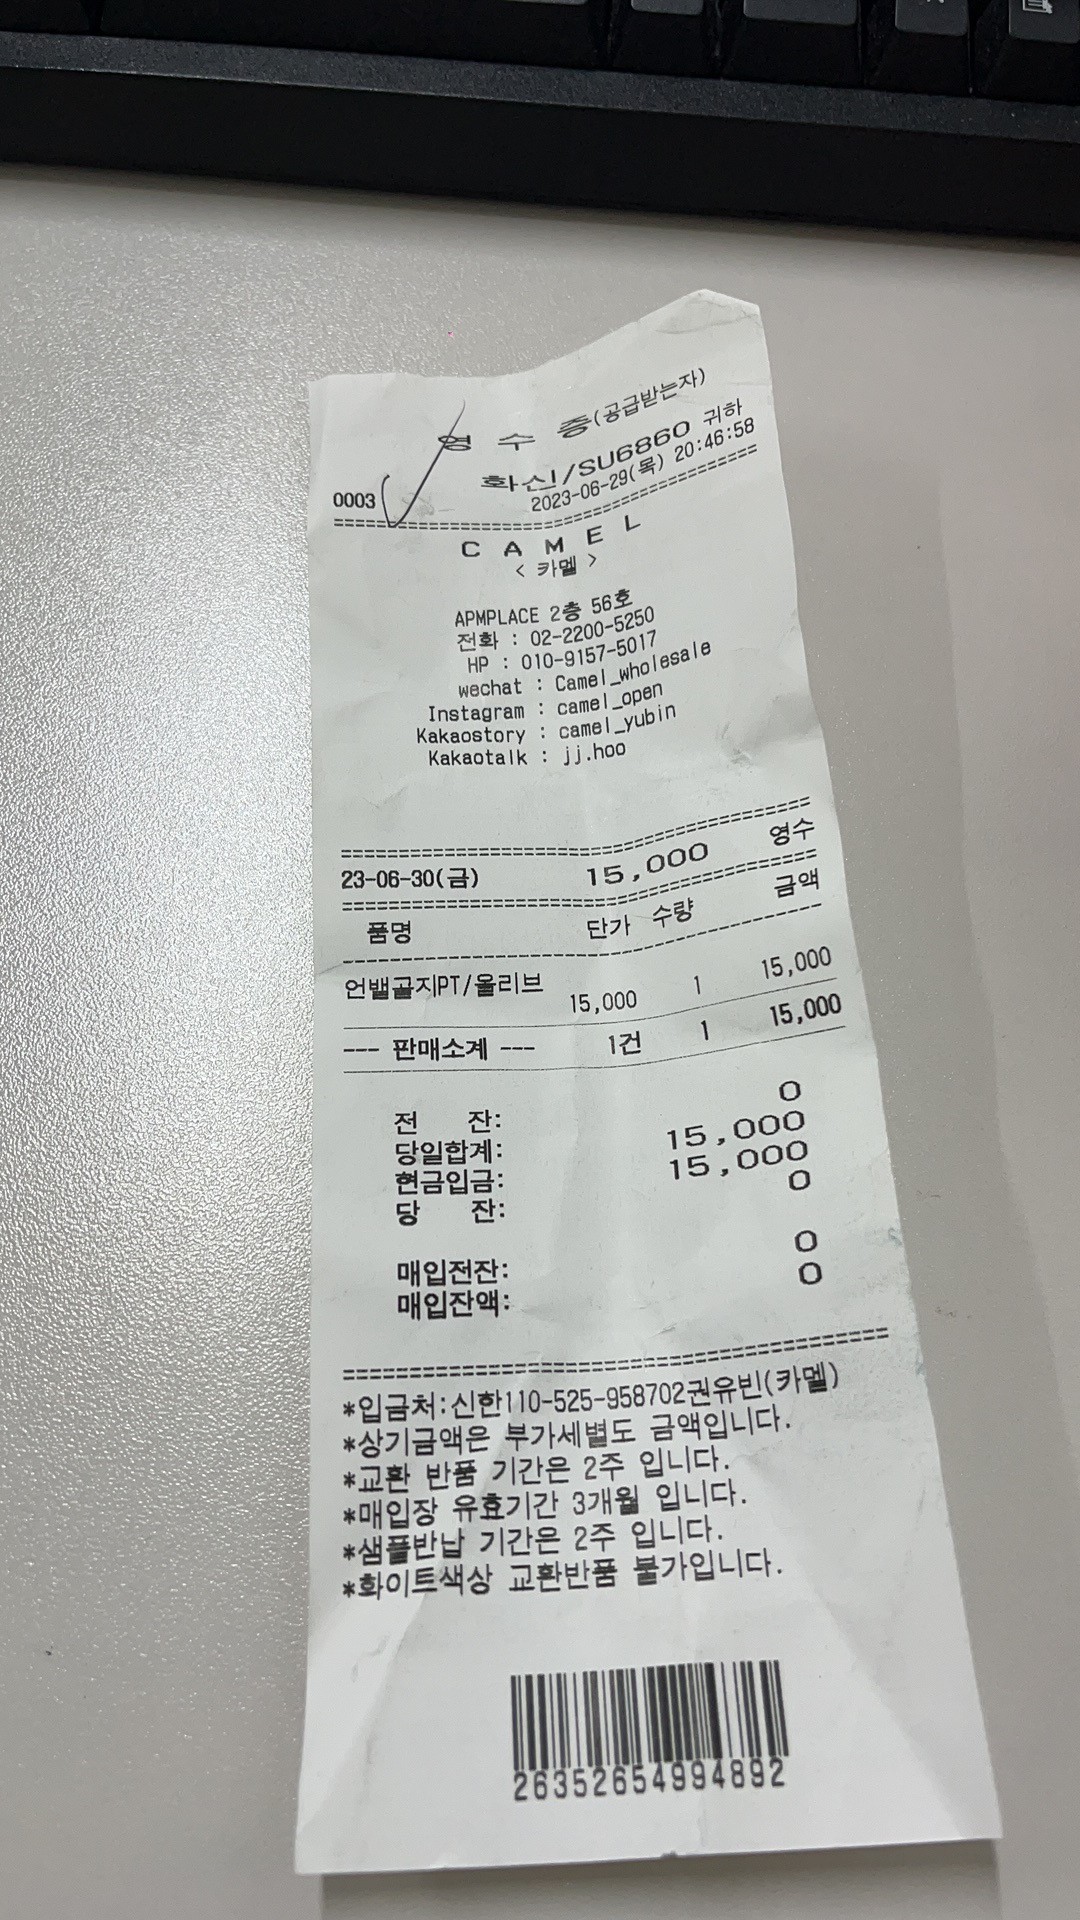 영 수 증(공급받는자)
화신/SU6860 귀하
0003 2023-06-29(목) 20:46:58
==================================
C A M E L
< 카멜 >
APMPLACE 2층 56호
전화 : 02-2200-5250
HP : 010-9157-5017
wechat : Camel_wholesale
Instagram : camel_open
Kakaostory : camel_yubin
Kakaotalk : jj.hoo
==================================
23-06-30(금) 15,000 영수
==================================
품명 단가 수량 금액
언밸골지PT/올리브 15,000 1 15,000
--- 판매소계 --- 1건 1 15,000
전 잔: 0
당일합계: 15,000
현금입금: 15,000
당 잔: 0
매입전잔: 0
매입잔액: 0
==================================
*입금처:신한110-525-958702권유빈(카멜)
*상기금액은 부가세별도 금액입니다.
*교환 반품 기간은 2주 입니다.
*매입장 유효기간 3개월 입니다.
*샘플반납 기간은 2주 입니다.
*화이트색상 교환반품 불가입니다.
26352654994892